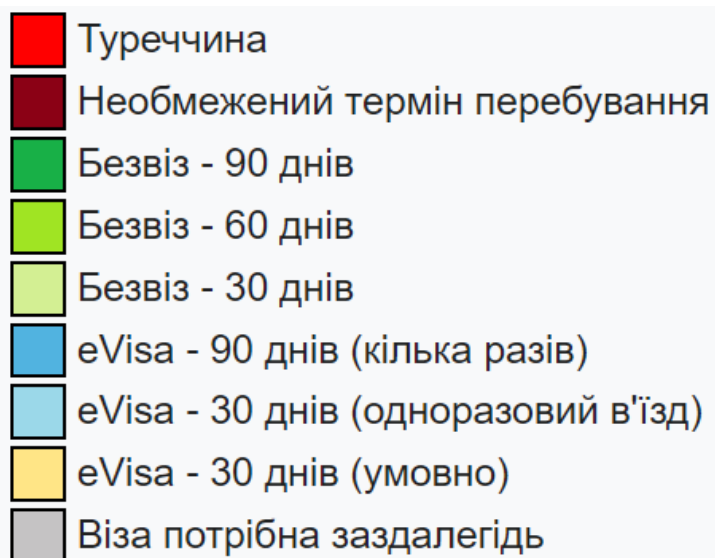 Туреччина
Необмежений термін перебування
Безвіз - 90 днів
Безвіз - 60 днів
Безвіз - 30 днів
eVisa - 90 днів (кілька разів)
eVisa - 30 днів (одноразовий в'їзд)
eVisa - 30 днів (умовно)
Віза потрібна заздалегідь